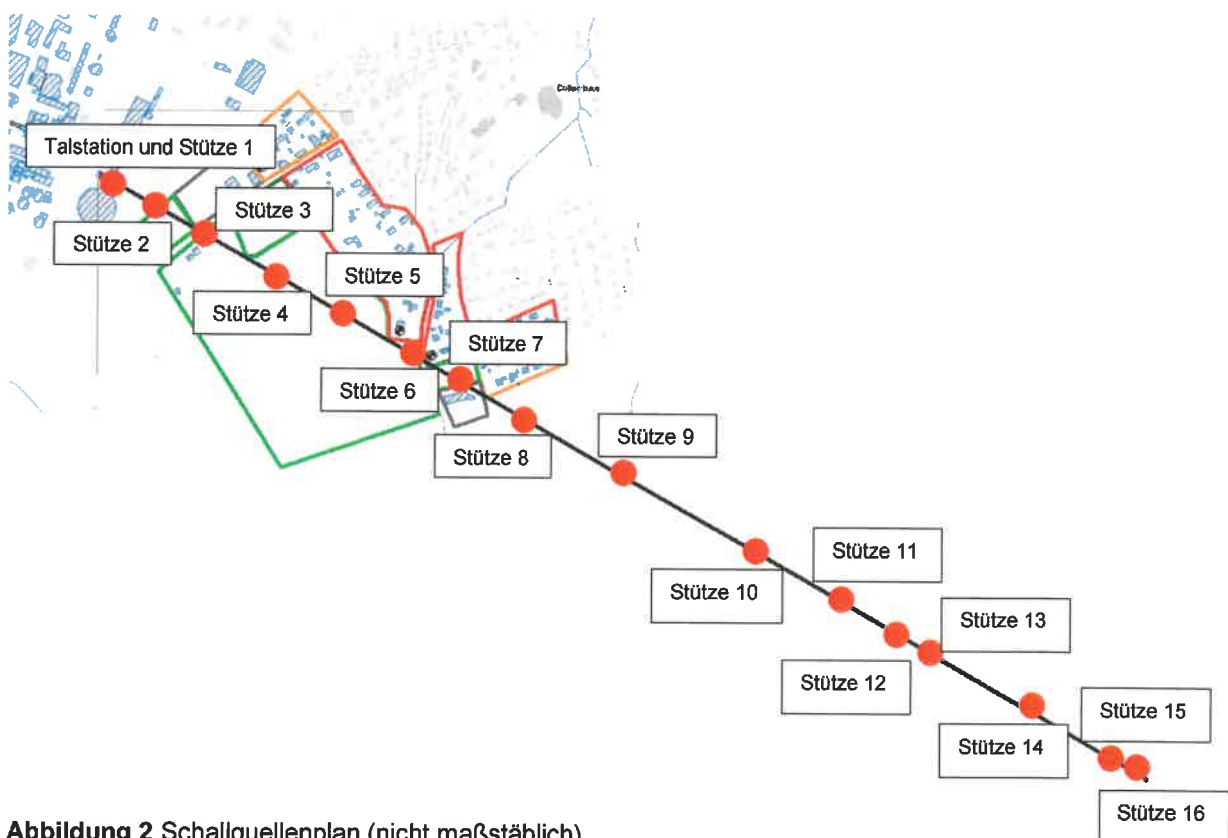 Talstation und Stütze 1
Stütze 3
Stütze 2
Stütze 5
Stütze 4
Stütze 7
Stütze 6
Stütze 9
Stütze 8
Stütze 11
Stütze 10
Stütze 13
Stütze 12
Stütze 15
Stütze 14
Stütze 16
Abbildung 2 Schallquellenplan (nicht maßstäblich)